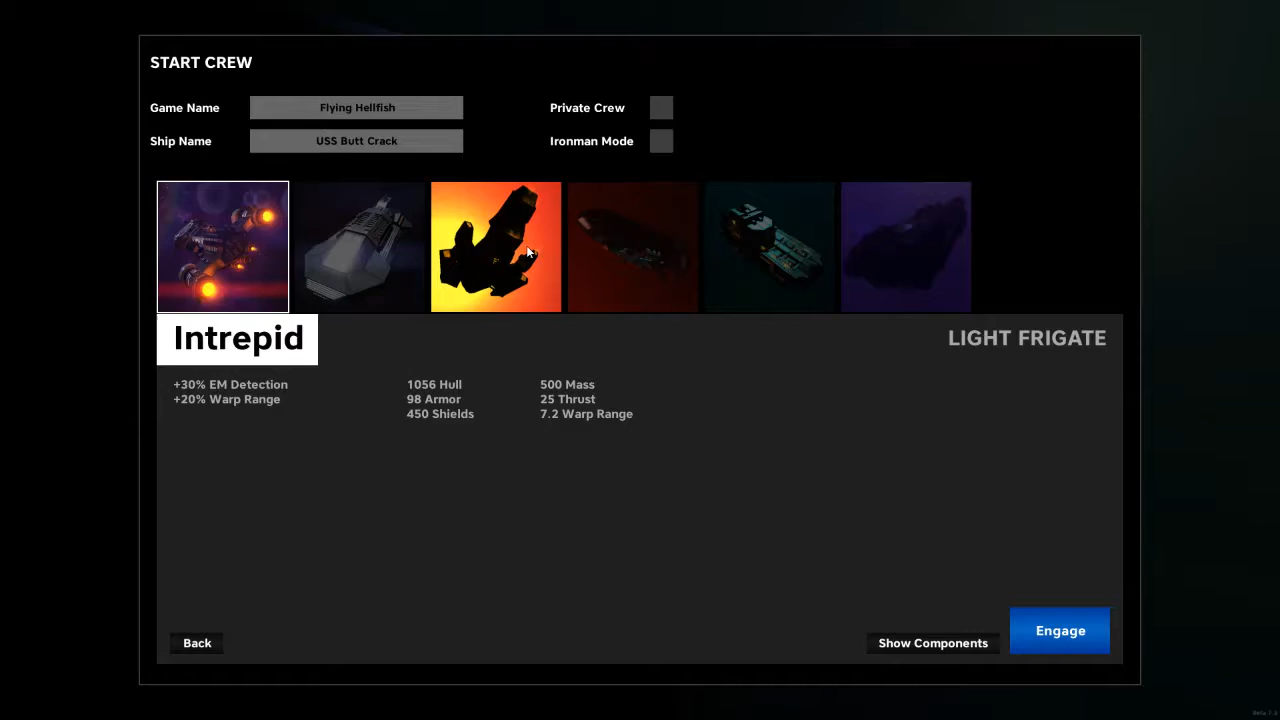 START CREW
Game Name
Flying Hellfish
Private Crew
Ship Name
USS Butt Crack
Ironman Mode
Intrepid
LIGHT FRIGATE
+30% EM Detection
1056 Hull
500 Mass
+20% Warp Range
98 Armor
25 Thrust
450 Shields
7.2 Warp Range
Back
Show Components
Engage
Beta